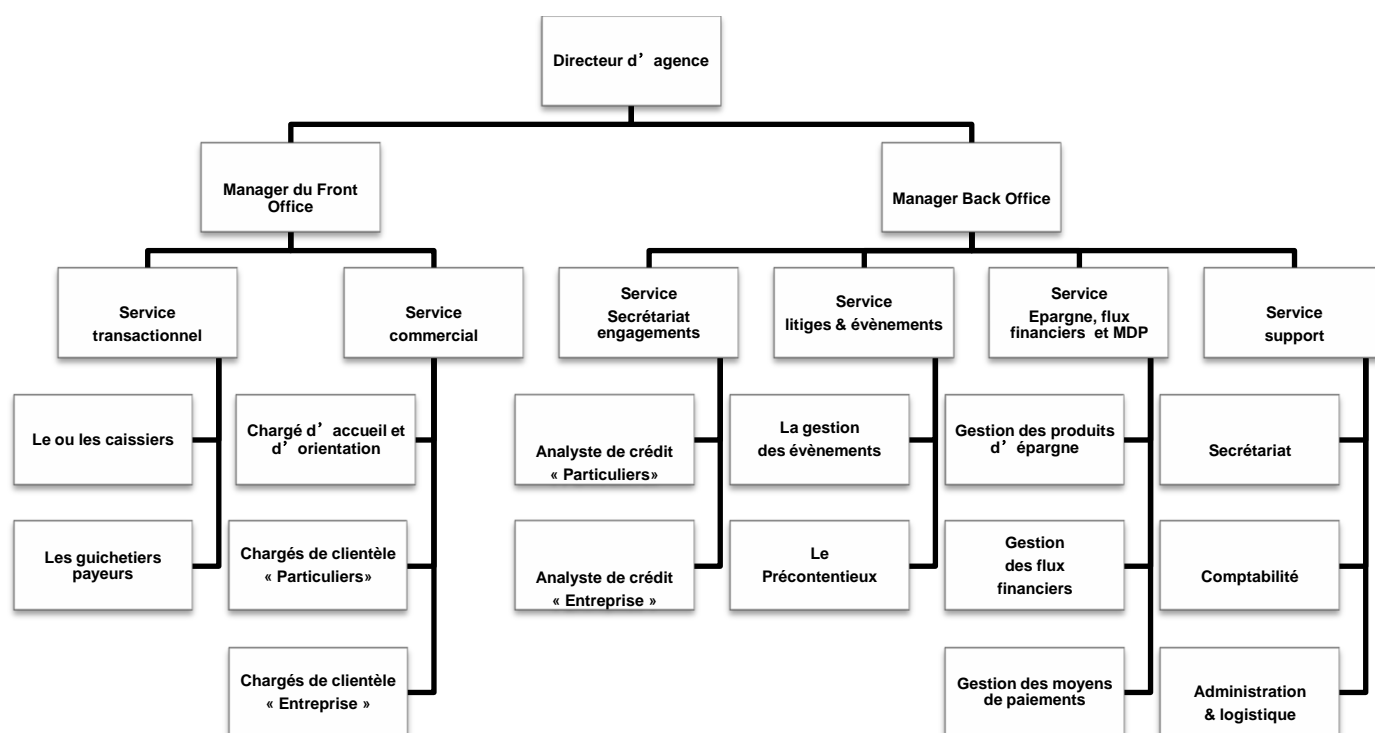 Directeur d’ agence
Manager du Front
Office
Manager Back Office
Service
transactionnel
Service
commercial
Service
Secrétariat
engagements
Service
litiges & évènements
Service
Epargne, flux
financiers et MDP
Service
support
Le ou les caissiers
Chargé d’ accueil et
d’ orientation
Analyste de crédit
« Particuliers»
La gestion
des évènements
Gestion des produits
d’ épargne
Secrétariat
Les guichetiers
payeurs
Chargés de clientèle
« Particuliers»
Analyste de crédit
« Entreprise »
Le
Précontentieux
Gestion
des flux
financiers
Comptabilité
Chargés de clientèle
« Entreprise »
Gestion des moyens
de paiements
Administration
& logistique